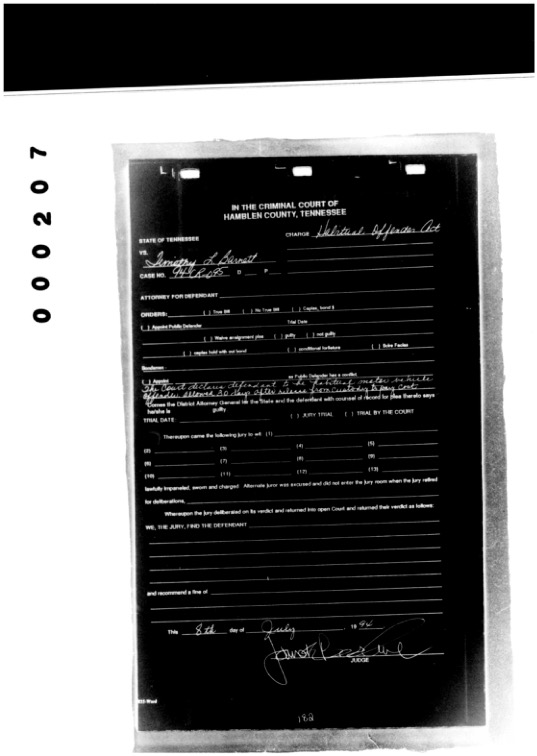 000207
IN THE CRIMINAL COURT OF
HAMBLEN COUNTY, TENNESSEE
STATE OF TENNESSEE
CHARGE Habitual Offender Act
VS.
Timothy L Barnett
CASE NO. 94CR095 D P
ATTORNEY FOR DEFENDANT
ORDERS: ( ) True Bill ( ) No True Bill ( ) Capias, bond $
( ) Appoint Public Defender Trial Date
( ) Waive arraignment plea ( ) guilty ( ) not guilty
( ) capias held with out bond ( ) conditional forfeiture ( ) Scire Facias
Bondsman
( ) Appoint as Public Defender has a conflict
The Court declares defendant to be habitual motor vehicle
offender. allowed 30 days after release from custody to pay cost.
Comes the District Attorney General for the State and the defendant with counsel of record for plea thereto says
he/she is guilty
TRIAL DATE ( ) JURY TRIAL ( ) TRIAL BY THE COURT
Thereupon came the following jury to wit: (1)
(2) (3) (4) (5)
(6) (7) (8) (9)
(10) (11) (12) (13)
lawfully impaneled, sworn and charged. Alternate juror was excused and did not enter the jury room when the jury retired
for deliberations.
Whereupon the jury deliberated on its verdict and returned into open Court and returned their verdict as follows:
WE, THE JURY, FIND THE DEFENDANT
and recommend a fine of
This 8th day of July, 1994
JUDGE
182